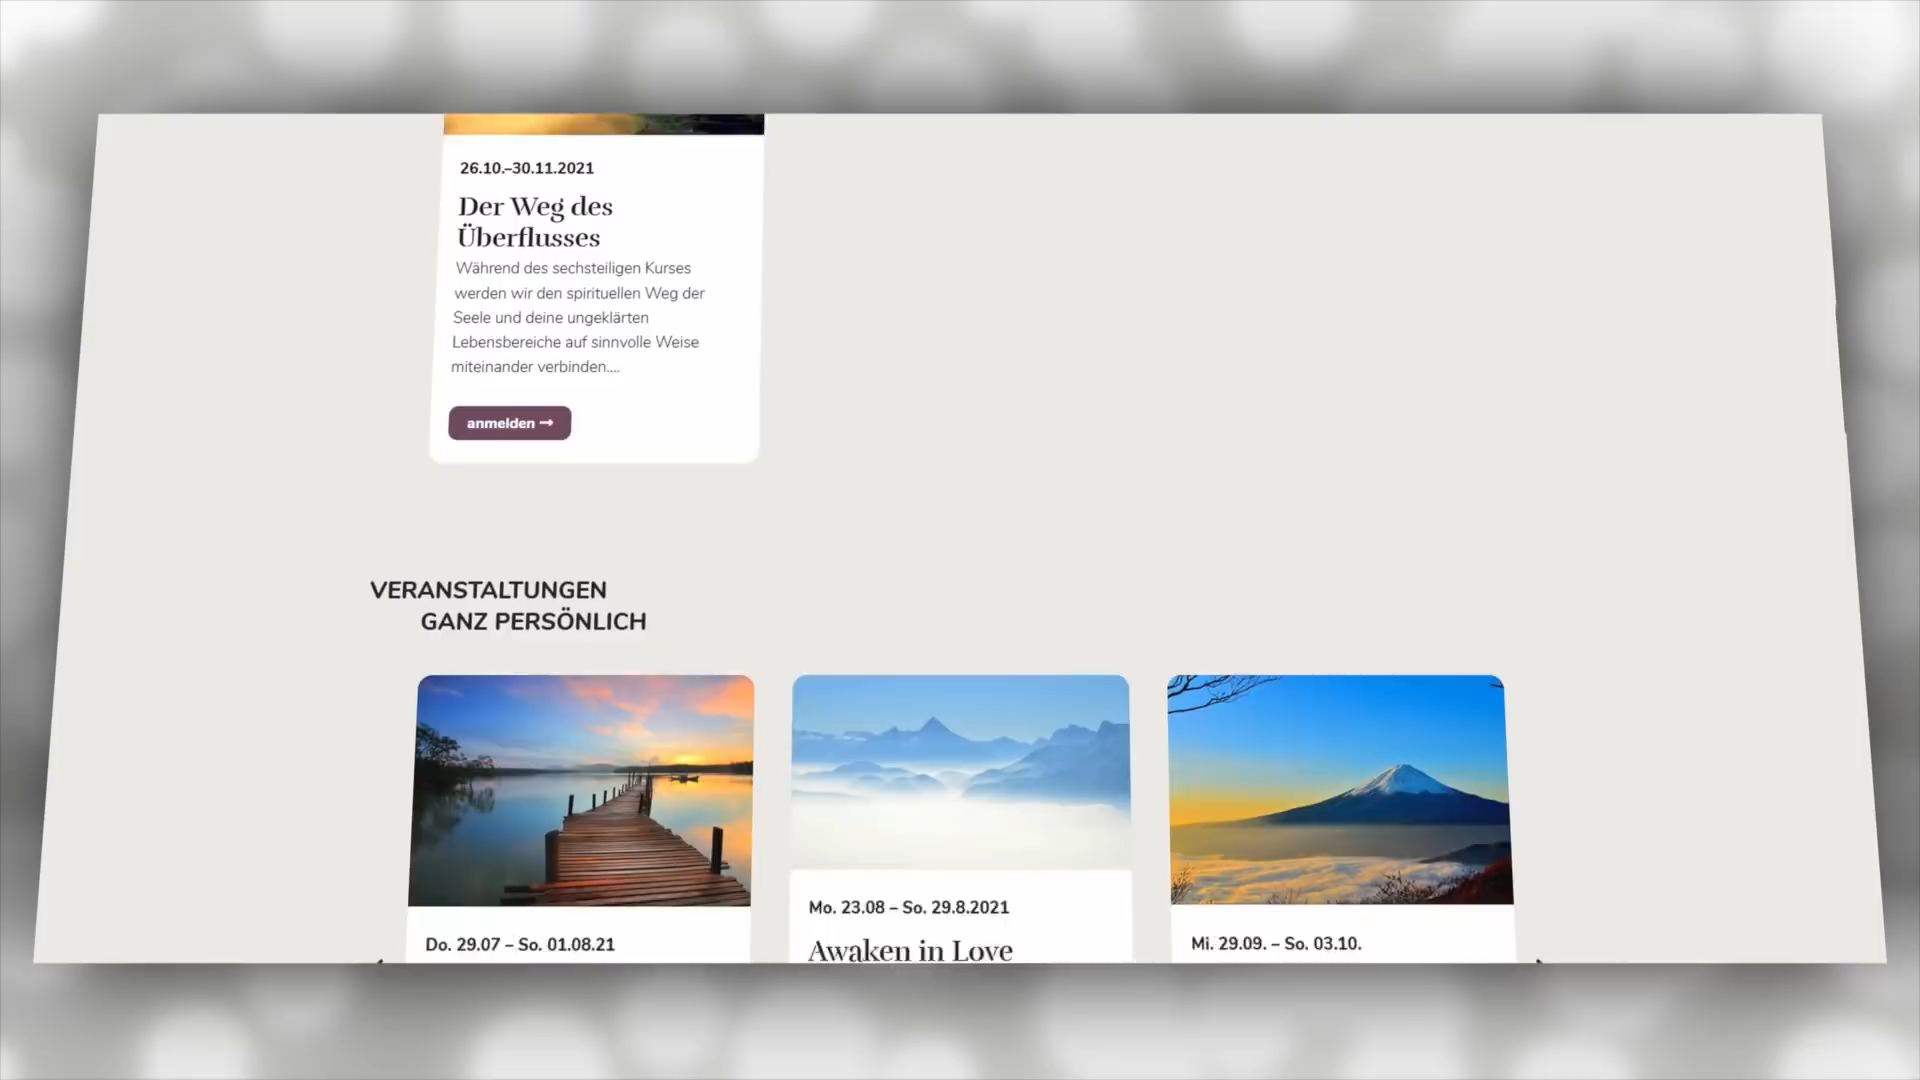 26.10.–30.11.2021
Der Weg des
Überflusses
Während des sechsteiligen Kurses
werden wir den spirituellen Weg der
Seele und deine ungeklärten
Lebensbereiche auf sinnvolle Weise
miteinander verbinden....
anmelden →
VERANSTALTUNGEN
GANZ PERSÖNLICH
Do. 29.07 – So. 01.08.21
Mo. 23.08 – So. 29.8.2021
Awaken in Love
Mi. 29.09. – So. 03.10.